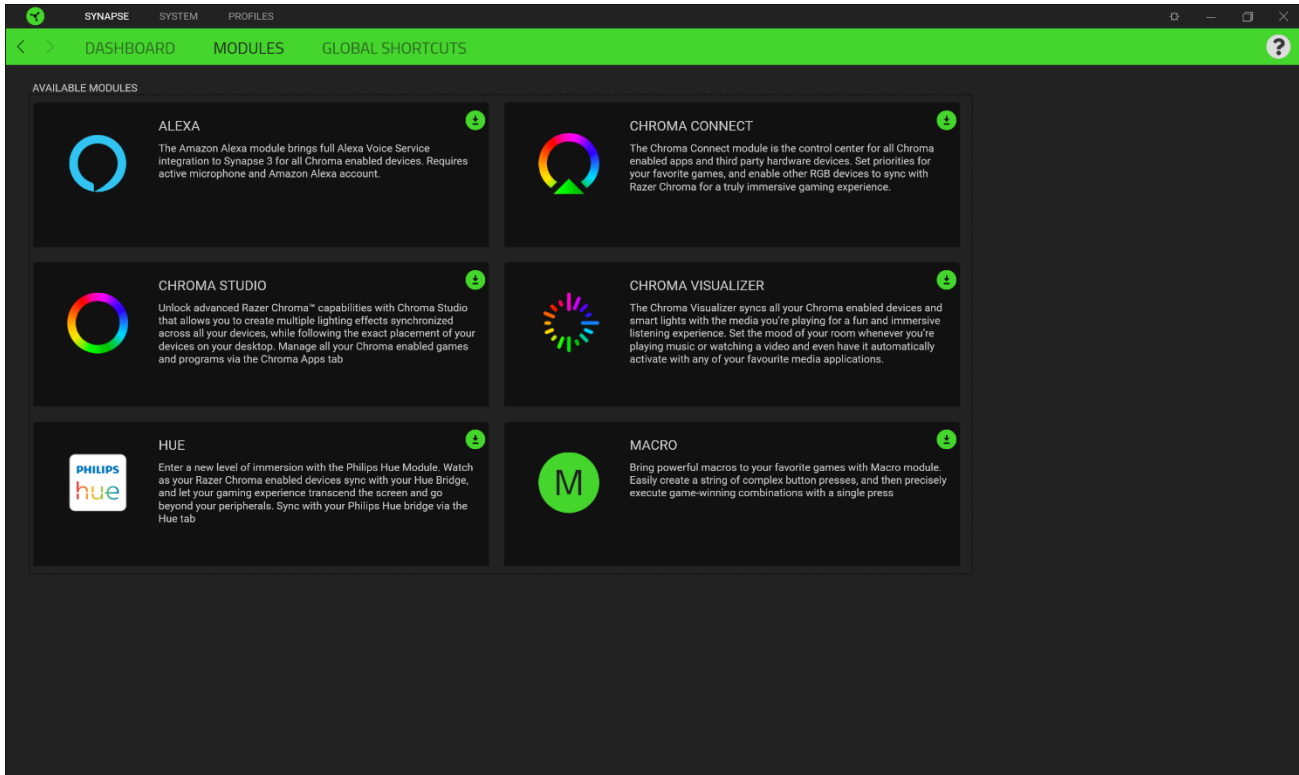 SYNAPSE SYSTEM PROFILES
DASHBOARD MODULES GLOBAL SHORTCUTS
?
AVAILABLE MODULES
ALEXA
The Amazon Alexa module brings full Alexa Voice Service
integration to Synapse 3 for all Chroma enabled devices. Requires
active microphone and Amazon Alexa account.
CHROMA CONNECT
The Chroma Connect module is the control center for all Chroma
enabled apps and third party hardware devices. Set priorities for
your favorite games, and enable other RGB devices to sync with
Razer Chroma for a truly immersive gaming experience.
CHROMA STUDIO
Unlock advanced Razer Chroma™ capabilities with Chroma Studio
that allows you to create multiple lighting effects synchronized
across all your devices, while following the exact placement of your
devices on your desktop. Manage all your Chroma enabled games
and programs via the Chroma Apps tab
CHROMA VISUALIZER
The Chroma Visualizer syncs all your Chroma enabled devices and
smart lights with the media you're playing for a fun and immersive
listening experience. Set the mood of your room whenever you're
playing music or watching a video and even have it automatically
activate with any of your favourite media applications.
PHILIPS
hue
HUE
Enter a new level of immersion with the Philips Hue Module. Watch
as your Razer Chroma enabled devices sync with your Hue Bridge,
and let your gaming experience transcend the screen and go
beyond your peripherals. Sync with your Philips Hue bridge via the
Hue tab
M
MACRO
Bring powerful macros to your favorite games with Macro module.
Easily create a string of complex button presses, and then precisely
execute game-winning combinations with a single press